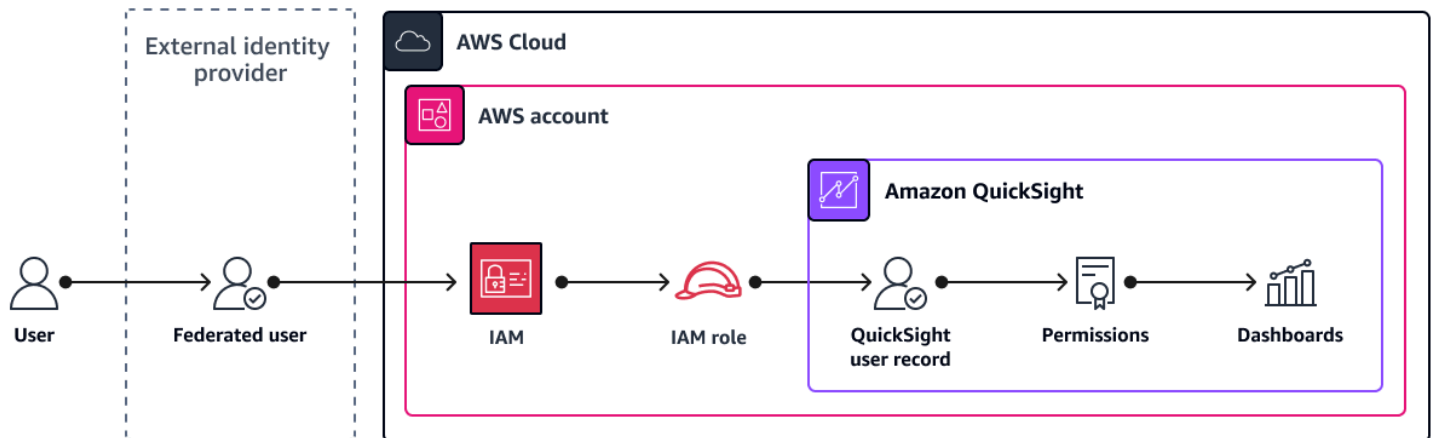 External identity
provider
AWS Cloud
AWS account
Amazon QuickSight
User
Federated user
IAM
IAM role
QuickSight
user record
Permissions
Dashboards